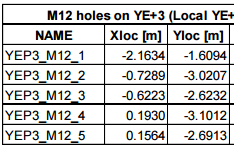 M12 holes on YE+3 (Local YE+
NAME Xloc [m] Yloc [m]
YEP3_M12_1 -2.1634 -1.6094
YEP3_M12_2 -0.7289 -3.0207
YEP3_M12_3 -0.6223 -2.6232
YEP3_M12_4 0.1930 -3.1012
YEP3_M12_5 0.1564 -2.6913